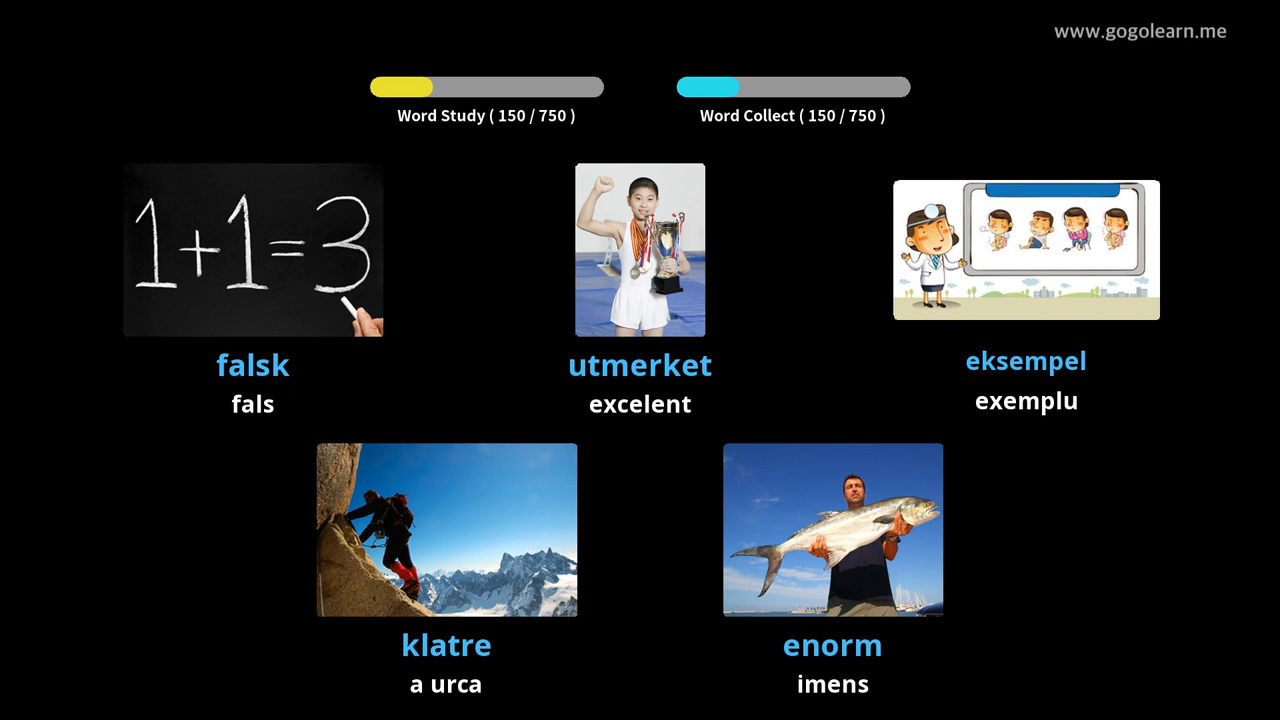 www.gogolearn.me
Word Study ( 150 / 750 )
Word Collect ( 150 / 750 )
1+1=3
falsk
fals
utmerket
excelent
eksempel
exemplu
klatre
a urca
enorm
imens